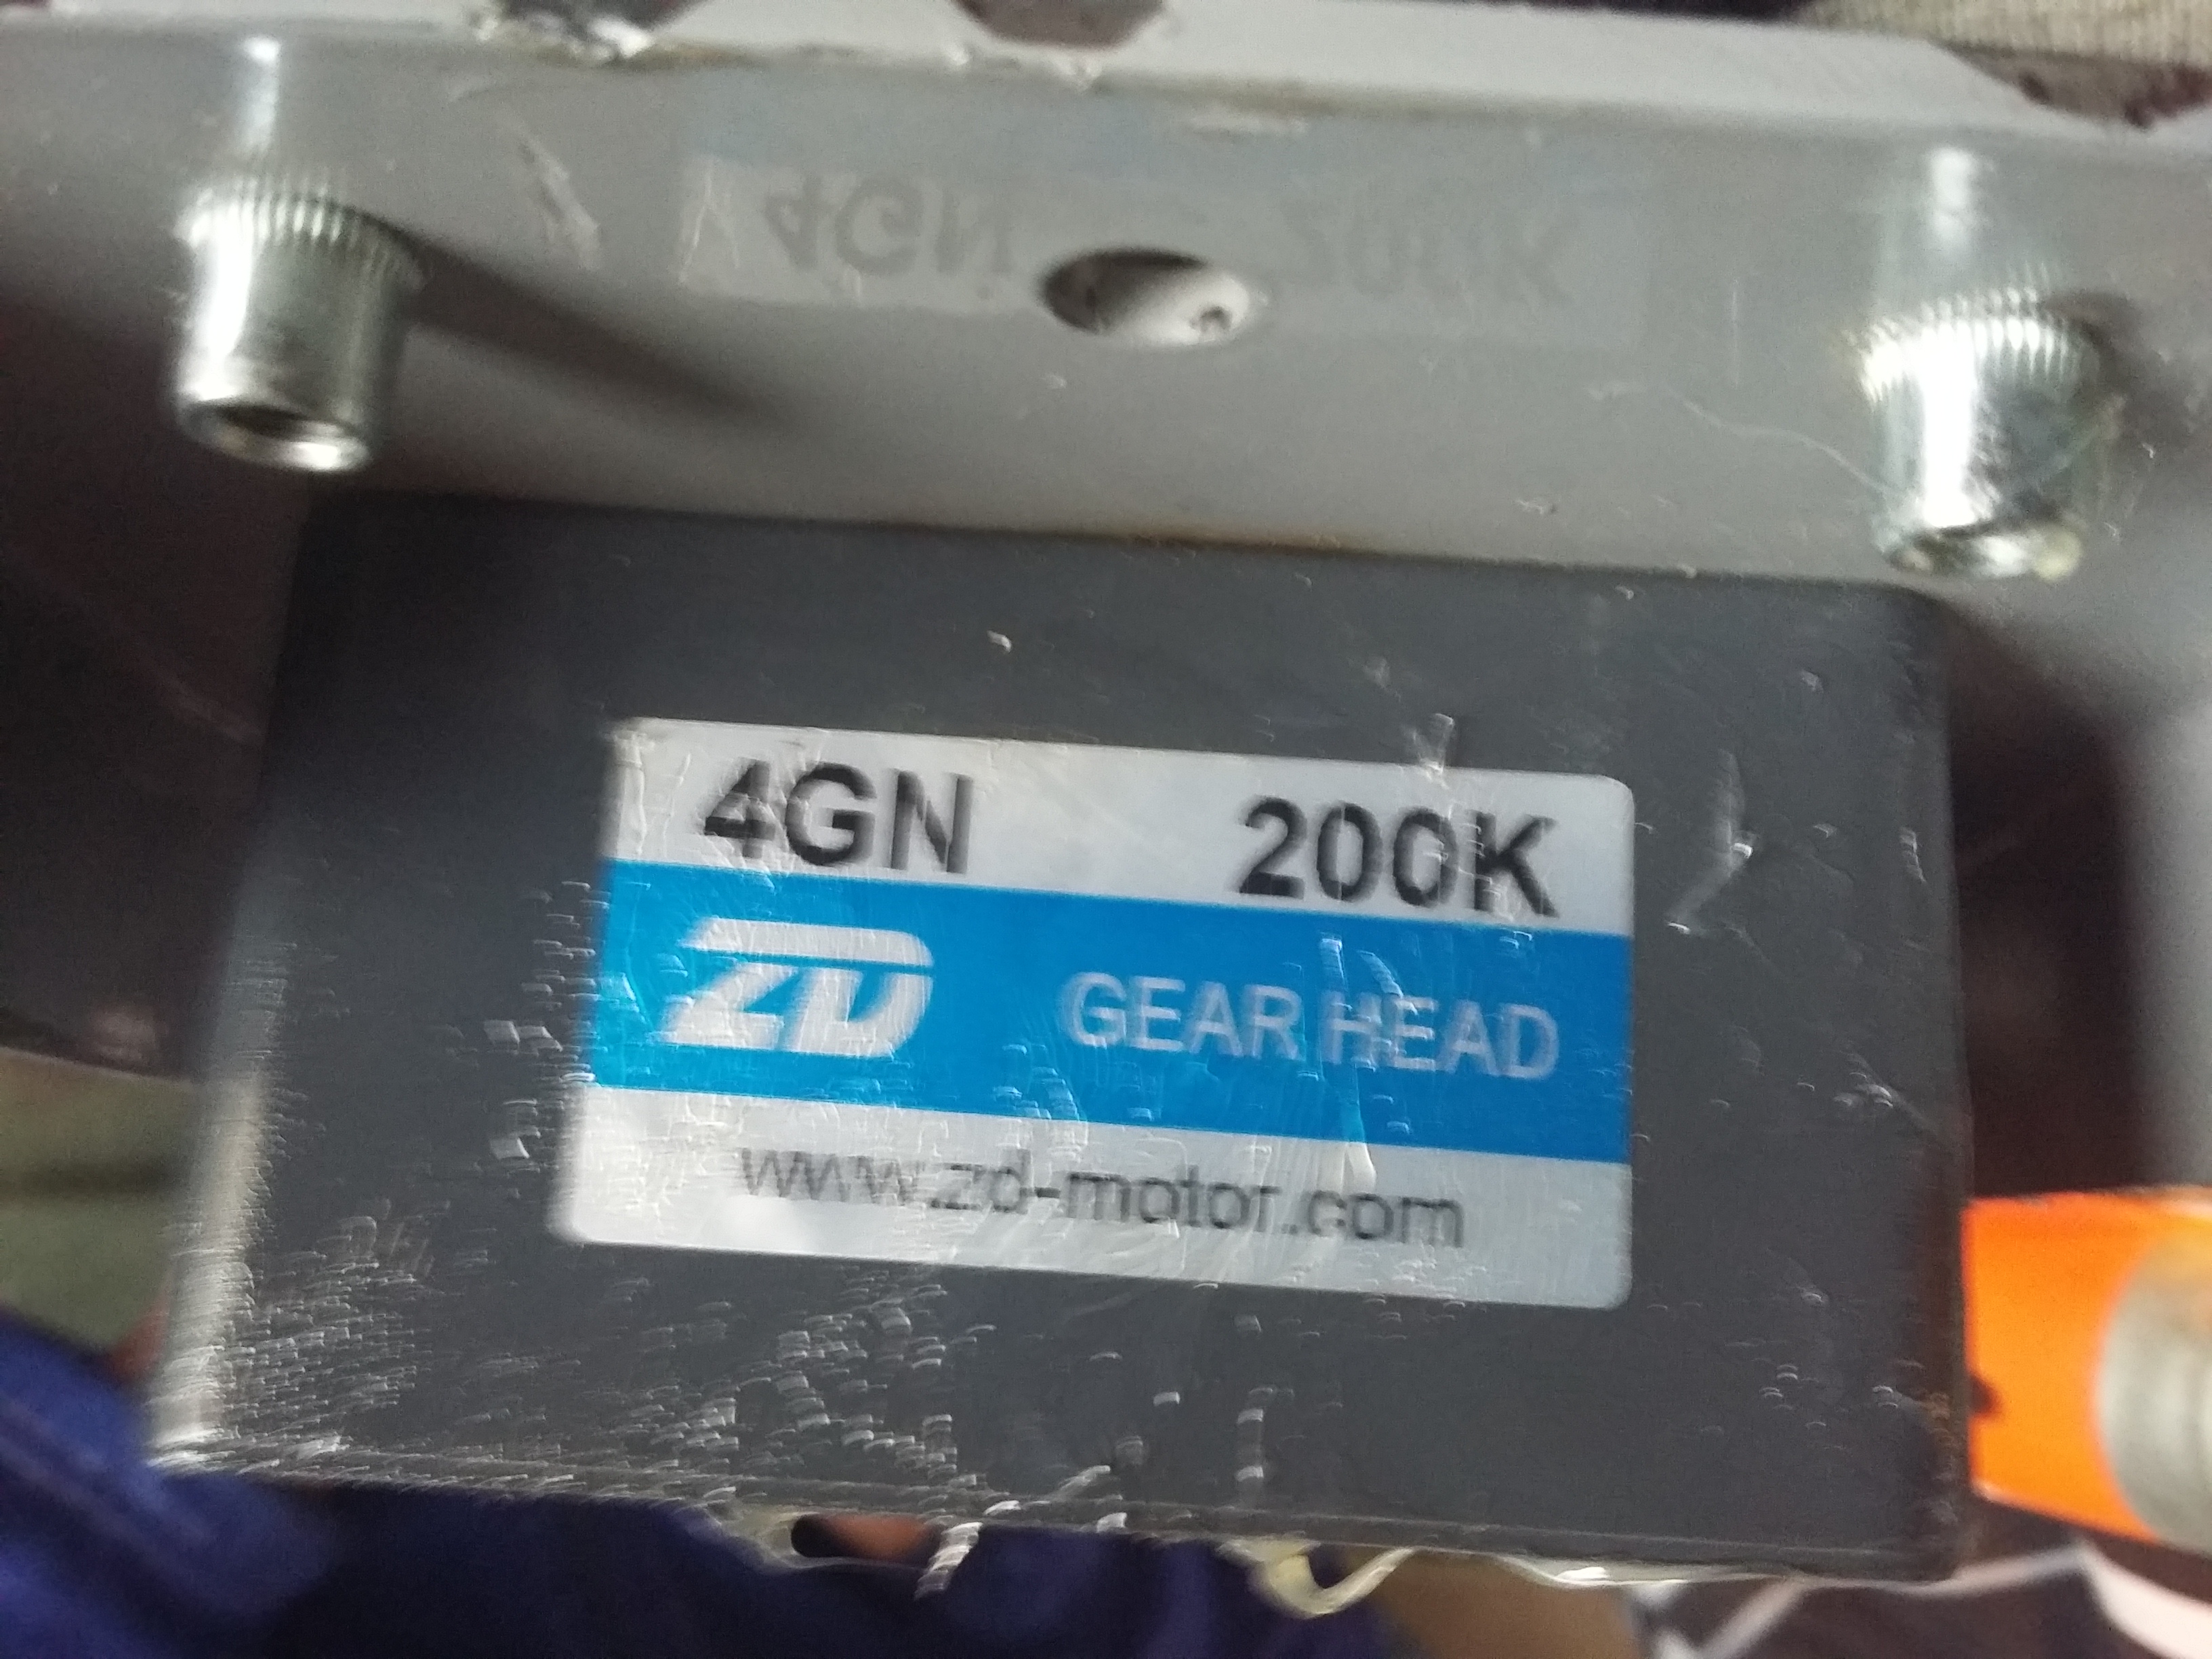 4GN 200K
ZD GEAR HEAD
www.zd-motor.com